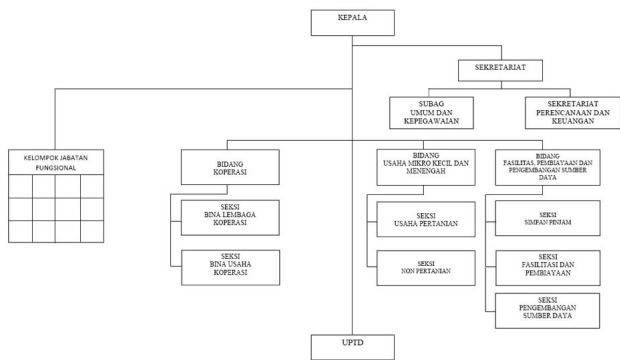 KEPALA
SEKRETARIAT
SUBAG
UMUM DAN
KEPEGAWAIAN
SEKRETARIAT
PERENCANAAN DAN
KEUANGAN
KELOMPOK JABATAN
FUNGSIONAL
BIDANG
KOPERASI
BIDANG
USAHA MIKRO KECIL DAN
MENENGAH
BIDANG
FASILITAS, PEMBIAYAAN DAN
PENGEMBANGAN SUMBER
DAYA
SEKSI
BINA LEMBAGA
KOPERASI
SEKSI
USAHA PERTANIAN
SEKSI
SIMPAN PINJAM
SEKSI
BINA USAHA
KOPERASI
SEKSI
NON PERTANIAN
SEKSI
FASILITASI DAN
PEMBIAYAAN
SEKSI
PENGEMBANGAN
SUMBER DAYA
UPTD